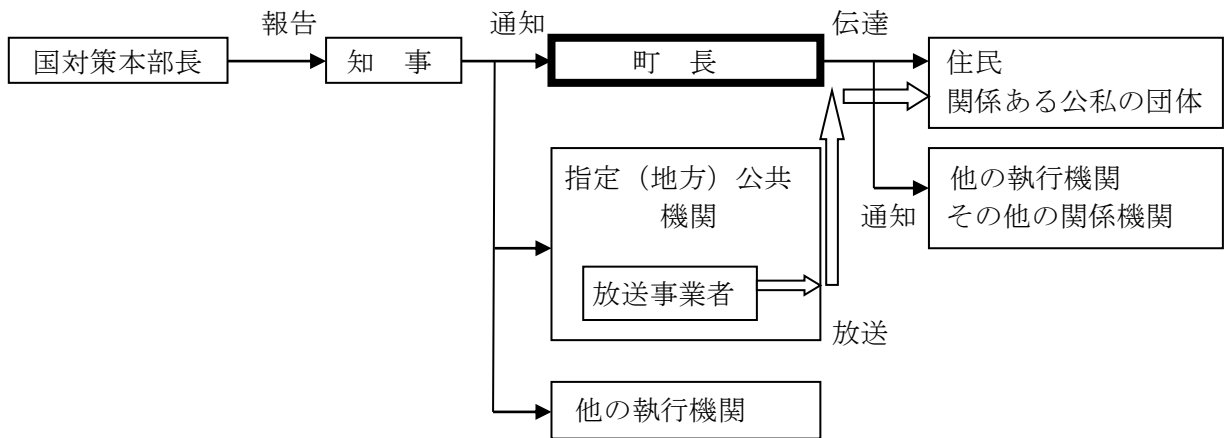 報告
通知
伝達
国対策本部長
知　事
町　長
住民
関係ある公私の団体
指定（地方）公共
機関
放送事業者
放送
通知
他の執行機関
その他の関係機関
他の執行機関